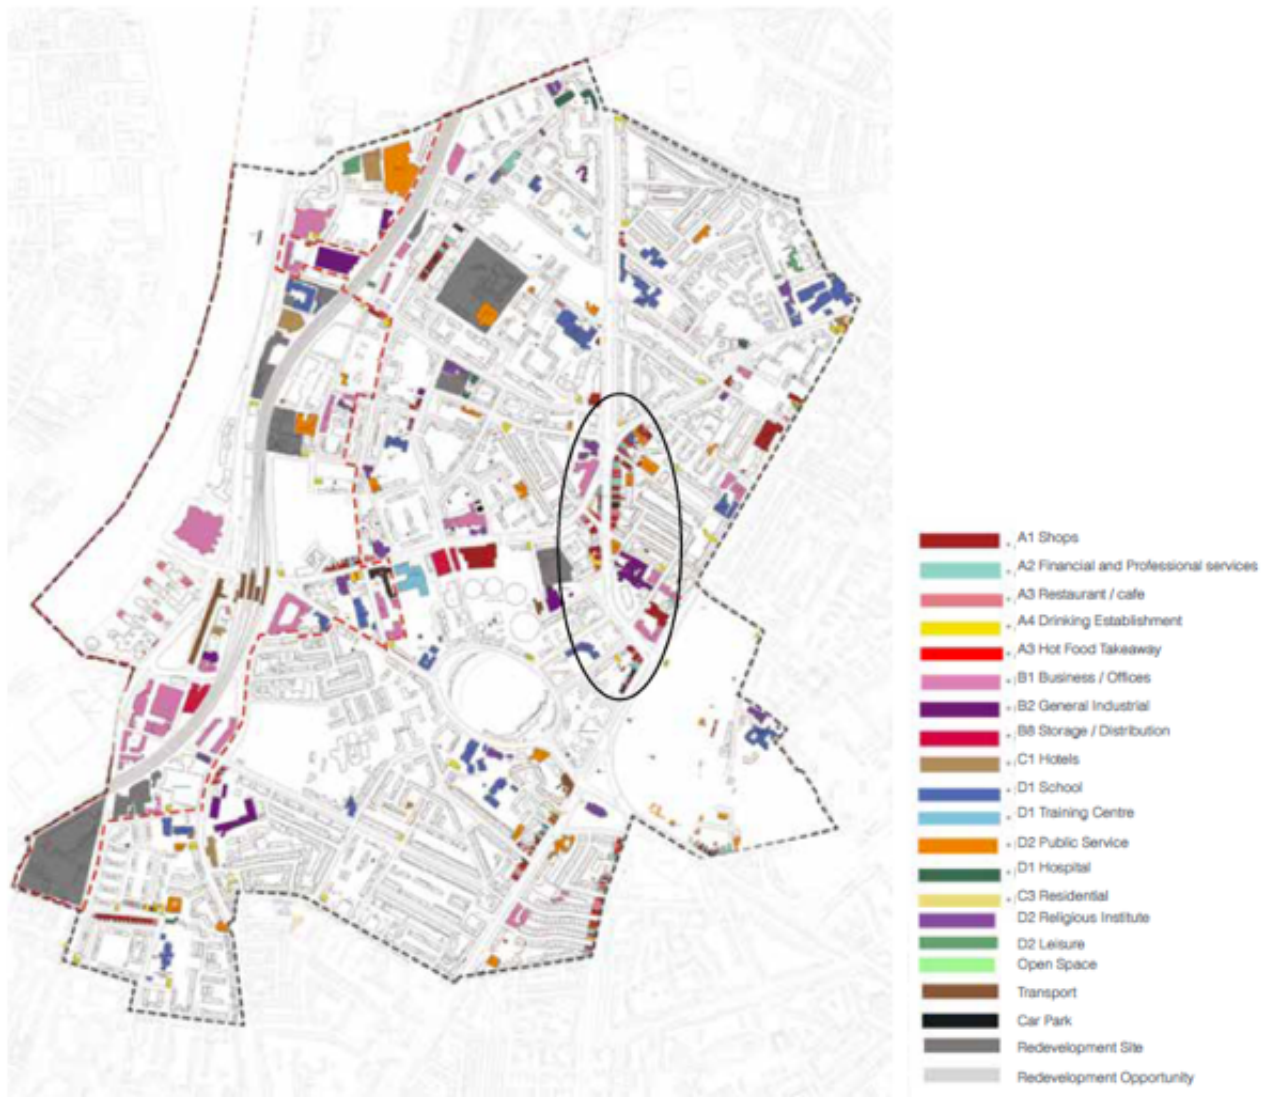 A1 Shops
A2 Financial and Professional services
A3 Restaurant / cafe
A4 Drinking Establishment
A3 Hot Food Takeaway
B1 Business / Offices
B2 General Industrial
B8 Storage / Distribution
C1 Hotels
D1 School
D1 Training Centre
D2 Public Service
D1 Hospital
C3 Residential
D2 Religious Institute
D2 Leisure
Open Space
Transport
Car Park
Redevelopment Site
Redevelopment Opportunity